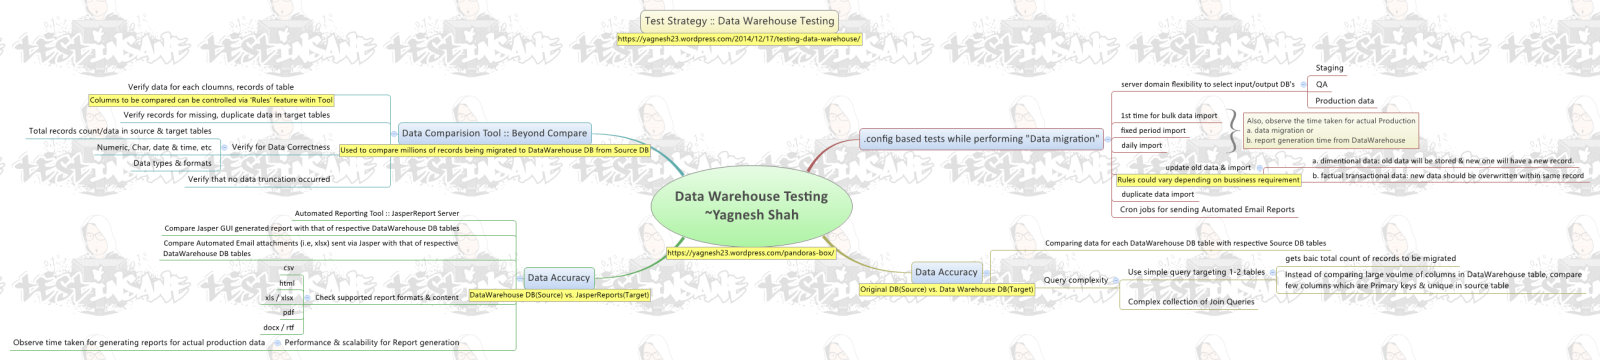 Test Strategy :: Data Warehouse Testing
https://yagnesh23.wordpress.com/2014/12/17/testing-data-warehouse/
Data Warehouse Testing
~Yagnesh Shah
https://yagnesh23.wordpress.com/pandoras-box/
.config based tests while performing "Data migration"
server domain flexibility to select input/output DB's
Staging
QA
Production data
1st time for bulk data import
fixed period import
daily import
Also, observe the time taken for actual Production
a. data migration or
b. report generation time from DataWarehouse
update old data & import
Rules could vary depending on bussiness requirement
a. dimentional data: old data will be stored & new one will have a new record.
b. factual transactional data: new data should be overwritten within same record
duplicate data import
Cron jobs for sending Automated Email Reports
Data Accuracy
Original DB(Source) vs. Data Warehouse DB(Target)
Comparing data for each DataWarehouse DB table with respective Source DB tables
Query complexity
Use simple query targeting 1-2 tables
gets baic total count of records to be migrated
Instead of comparing large voulme of columns in DataWarehouse table, compare
few columns which are Primary keys & unique in source table
Complex collection of Join Queries
Data Comparision Tool :: Beyond Compare
Used to compare millions of records being migrated to DataWarehouse DB from Source DB
Verify data for each cloumns, records of table
Columns to be compared can be controlled via 'Rules' feature witin Tool
Verify records for missing, duplicate data in target tables
Verify for Data Correctness
Total records count/data in source & target tables
Numeric, Char, date & time, etc
Data types & formats
Verify that no data truncation occurred
Data Accuracy
DataWarehouse DB(Source) vs. JasperReports(Target)
Automated Reporting Tool :: JasperReport Server
Compare Jasper GUI generated report with that of respective DataWarehouse DB tables
Compare Automated Email attachments (i.e, xlsx) sent via Jasper with that of respective
DataWarehouse DB tables
Check supported report formats & content
csv
html
xls / xlsx
pdf
docx / rtf
Performance & scalability for Report generation
Observe time taken for generating reports for actual production data